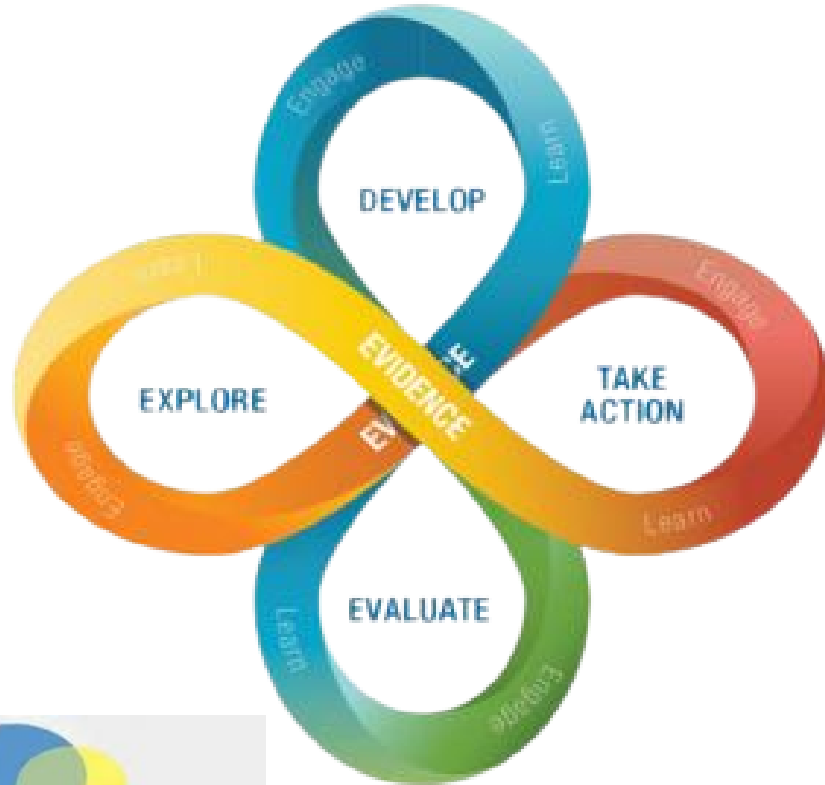 Engage
Learn
DEVELOP
Learn
Engage
EVIDENCE
EXPLORE
TAKE
ACTION
Engage
Learn
EVALUATE
Learn
Engage